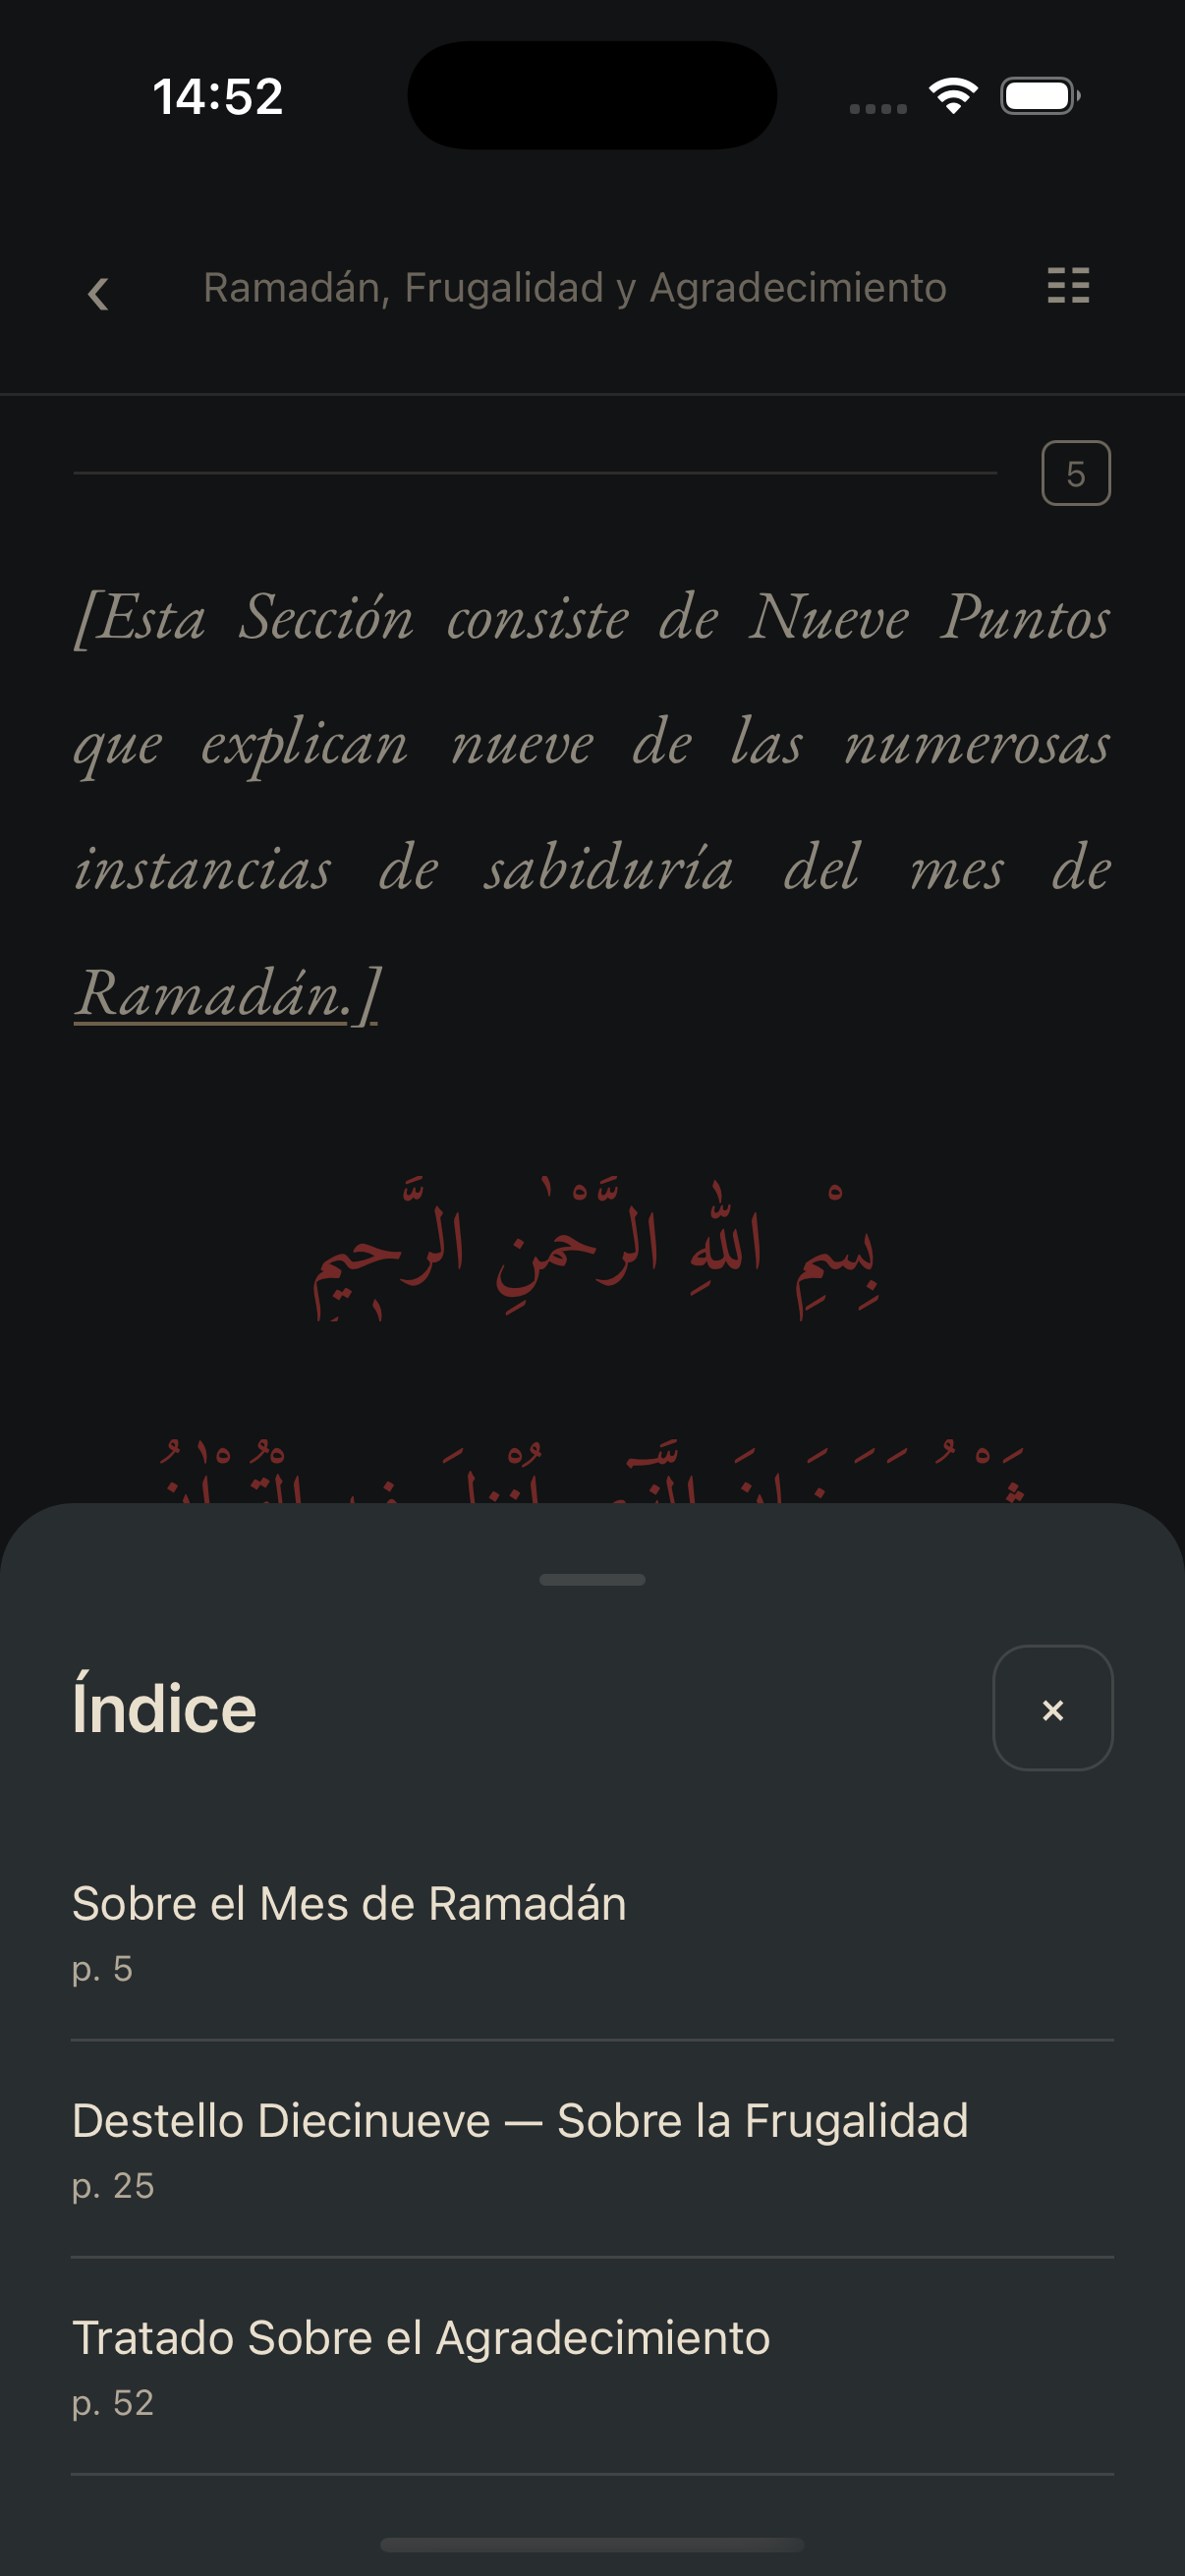 14:52
‹ Ramadán, Frugalidad y Agradecimiento
5
[Esta Sección consiste de Nueve Puntos
que explican nueve de las numerosas
instancias de sabiduría del mes de
Ramadán.]
بِسْمِ اللّٰهِ الرَّحْمٰنِ الرَّحٖيمِ
Índice
×
Sobre el Mes de Ramadán
p. 5
Destello Diecinueve — Sobre la Frugalidad
p. 25
Tratado Sobre el Agradecimiento
p. 52